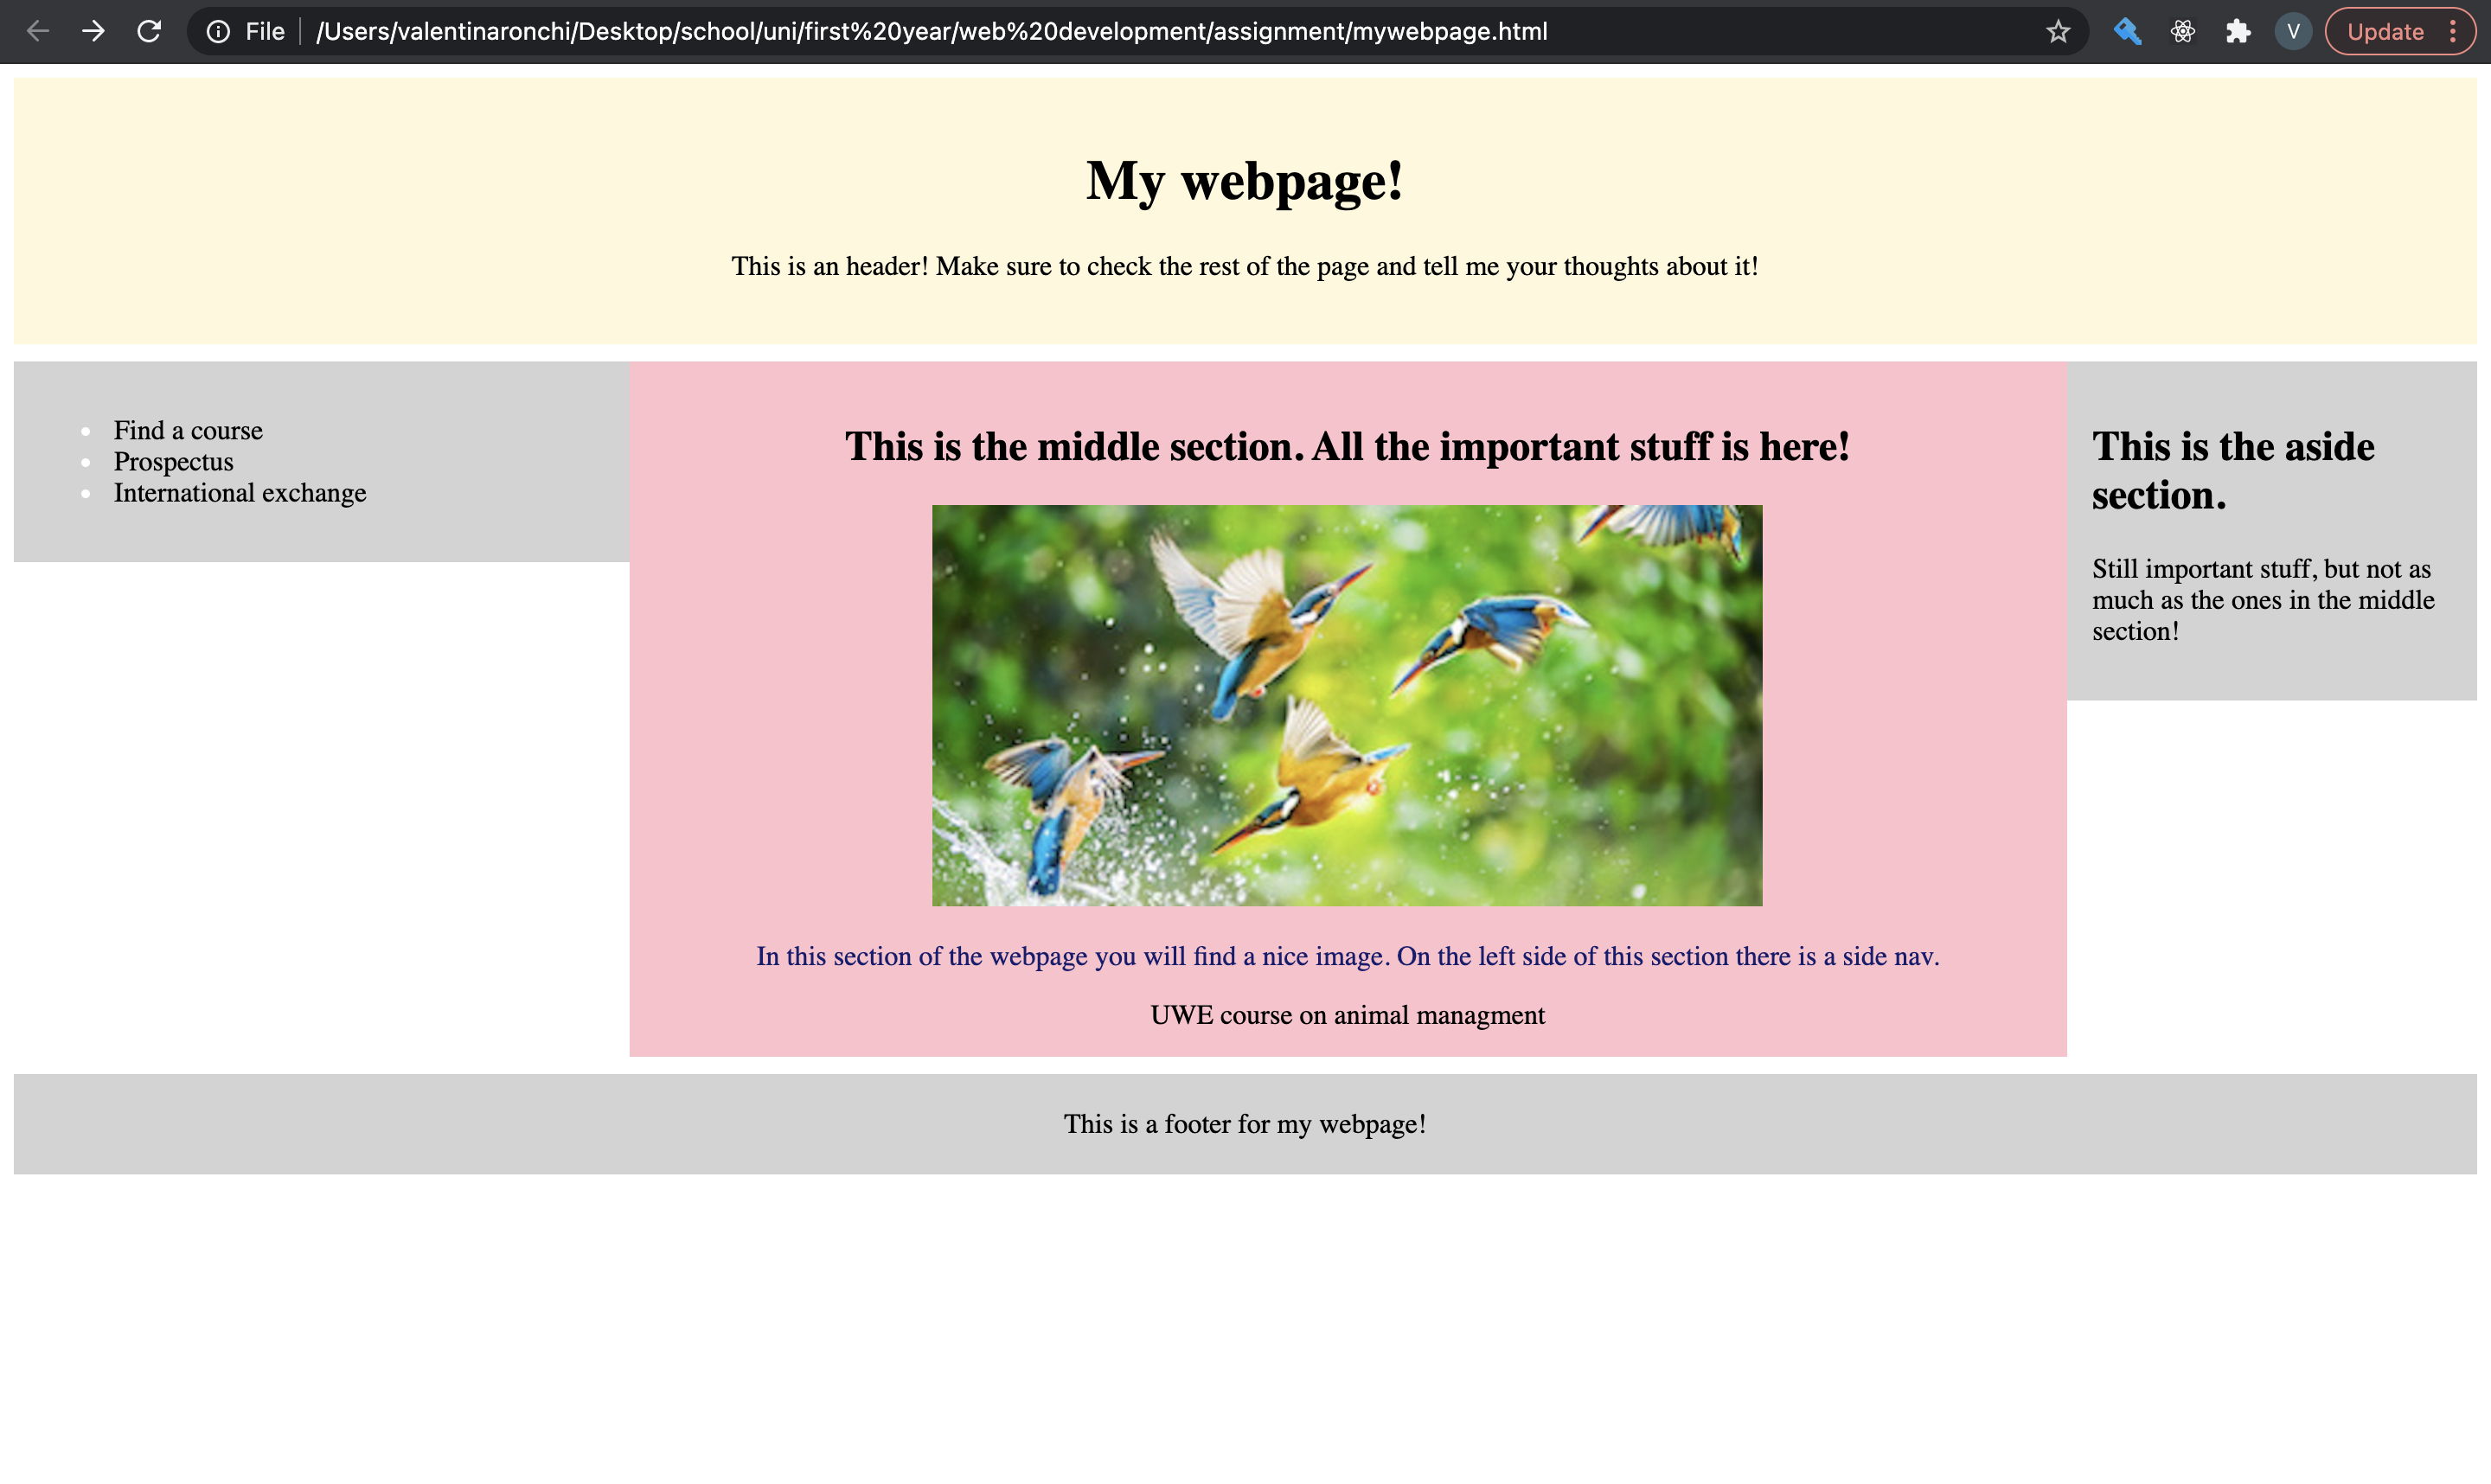 File
/Users/valentinaronchi/Desktop/school/uni/first%20year/web%20development/assignment/mywebpage.html
V
Update
My webpage!
This is an header! Make sure to check the rest of the page and tell me your thoughts about it!
Find a course
Prospectus
International exchange
This is the middle section. All the important stuff is here!
In this section of the webpage you will find a nice image. On the left side of this section there is a side nav.
UWE course on animal managment
This is the aside
section.
Still important stuff, but not as
much as the ones in the middle
section!
This is a footer for my webpage!